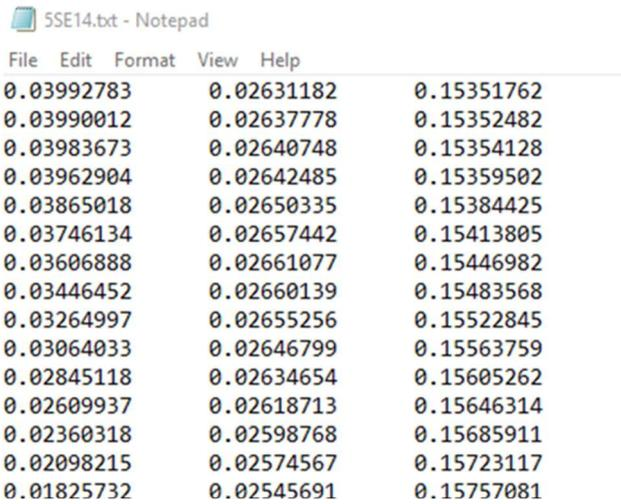 5SE14.txt - Notepad
File Edit Format View Help
0.03992783 0.02631182 0.15351762
0.03990012 0.02637778 0.15352482
0.03983673 0.02640748 0.15354128
0.03962904 0.02642485 0.15359502
0.03865018 0.02650335 0.15384425
0.03746134 0.02657442 0.15413805
0.03606888 0.02661077 0.15446982
0.03446452 0.02660139 0.15483568
0.03264997 0.02655256 0.15522845
0.03064033 0.02646799 0.15563759
0.02845118 0.02634654 0.15605262
0.02609937 0.02618713 0.15646314
0.02360318 0.02598768 0.15685911
0.02098215 0.02574567 0.15723117
0.01825732 0.02545691 0.15757081